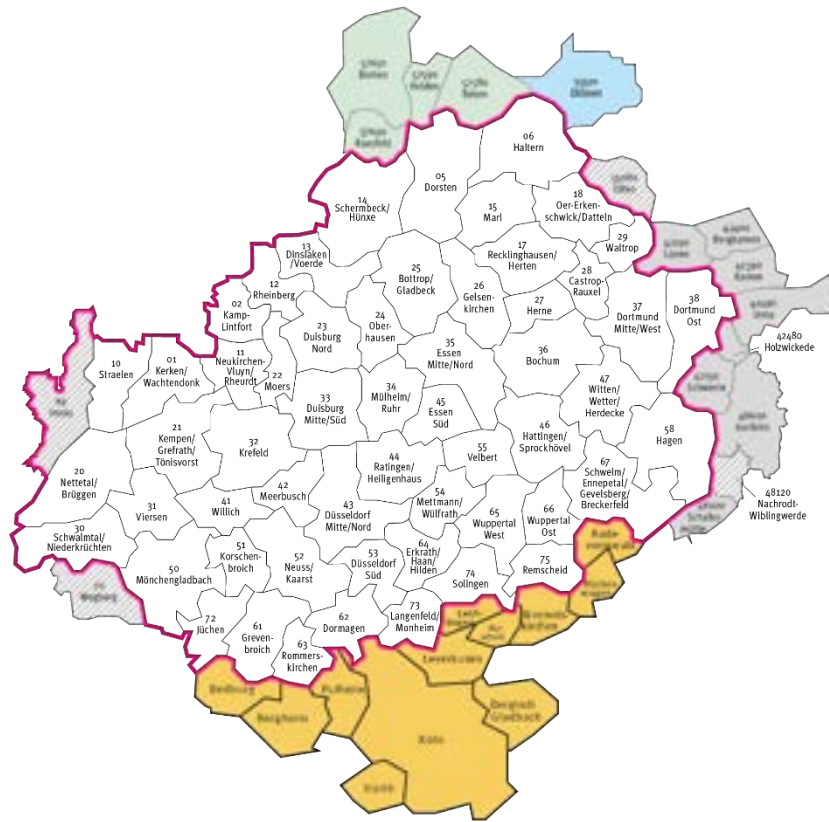 06
Haltern
05
Dorsten
14
Schermbeck/
Hünxe
15
Marl
18
Oer-Erken-
schwick/Datteln
29
Waltrop
13
Dinslaken
/Voerde
17
Recklinghausen/
Herten
25
Bottrop/
Gladbeck
12
Rheinberg
26
Gelsen-
kirchen
28
Castrop-
Rauxel
02
Kamp-
Lintfort
27
Herne
37
Dortmund
Mitte/West
38
Dortmund
Ost
23
Duisburg
Nord
24
Ober-
hausen
42480
Holzwickede
10
Straelen
01
Kerken/
Wachtendonk
11
Neukirchen-
Vluyn/
Rheurdt
22
Moers
35
Essen
Mitte/Nord
36
Bochum
33
Duisburg
Mitte/Süd
34
Mülheim/
Ruhr
45
Essen
Süd
47
Witten/
Wetter/
Herdecke
21
Kempen/
Grefrath/
Tönisvorst
32
Krefeld
46
Hattingen/
Sprockhövel
58
Hagen
20
Nettetal/
Brüggen
44
Ratingen/
Heiligenhaus
55
Velbert
67
Schwelm/
Ennepetal/
Gevelsberg/
Breckerfeld
31
Viersen
41
Willich
42
Meerbusch
43
Düsseldorf
Mitte/Nord
54
Mettmann/
Wülfrath
65
Wuppertal
West
66
Wuppertal
Ost
48120
Nachrodt-
Wiblingwerde
30
Schwalmtal/
Niederkrüchten
50
Mönchengladbach
51
Korschen-
broich
52
Neuss/
Kaarst
53
Düsseldorf
Süd
64
Erkrath/
Haan/
Hilden
74
Solingen
75
Remscheid
72
Jüchen
61
Greven-
broich
63
Rommers-
kirchen
62
Dormagen
73
Langenfeld/
Monheim
Leverkusen
Bedburg
Bergheim
Pulheim
Köln
Bergisch
Gladbach